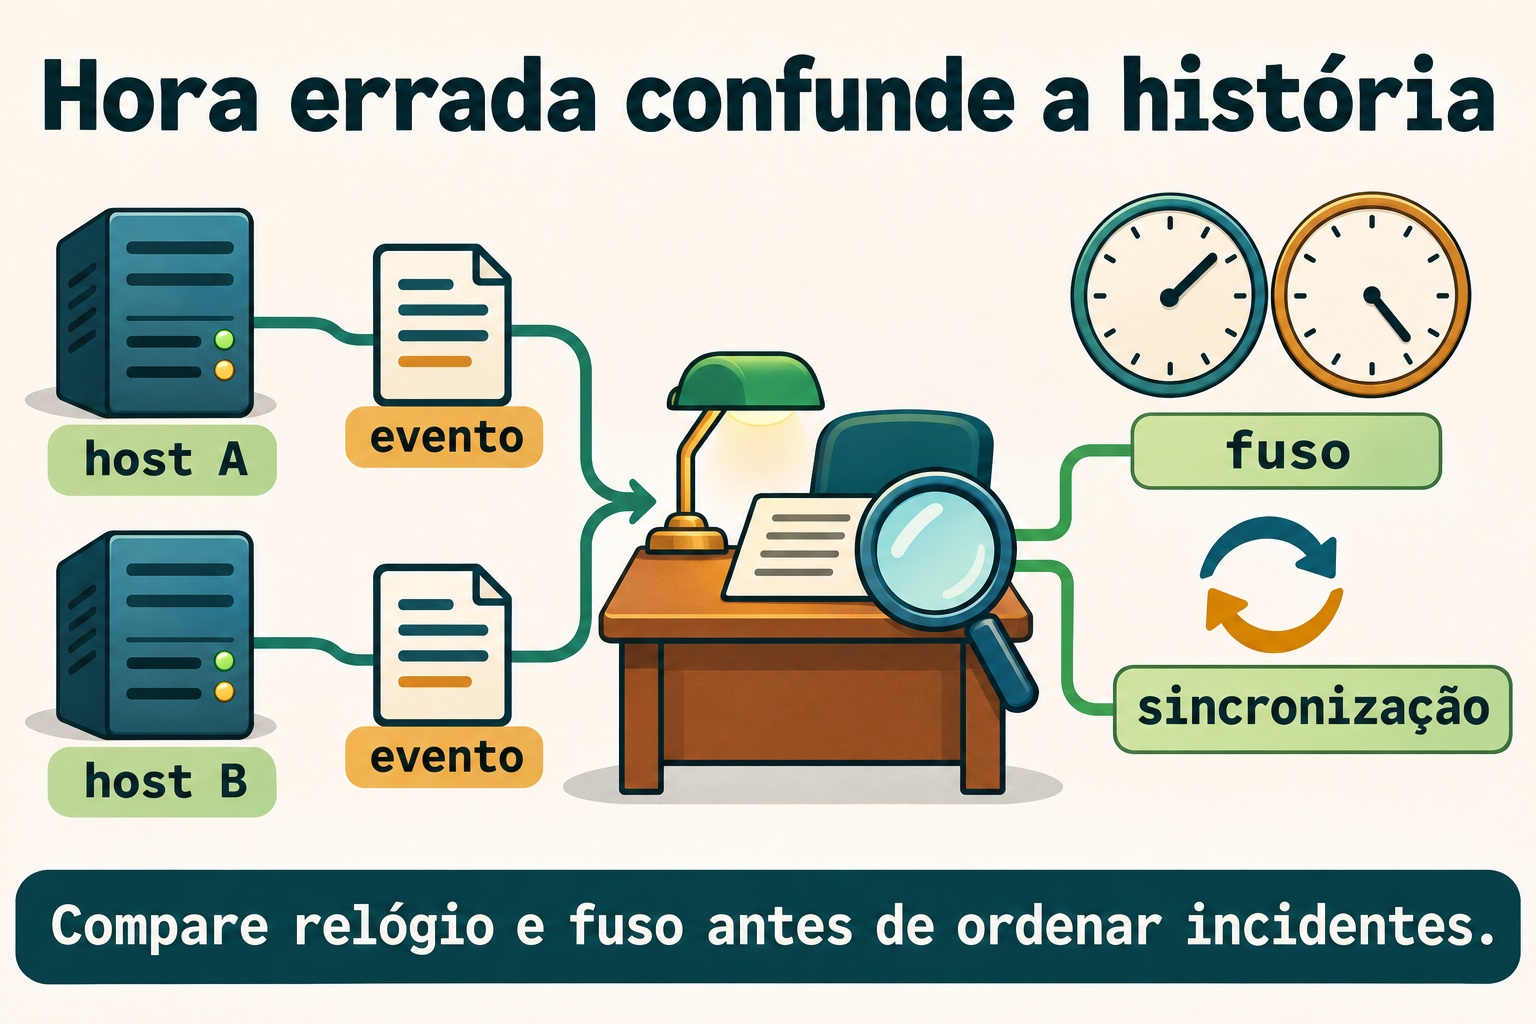 Hora errada confunde a história
host A
evento
host B
evento
fuso
sincronização
Compare relógio e fuso antes de ordenar incidentes.